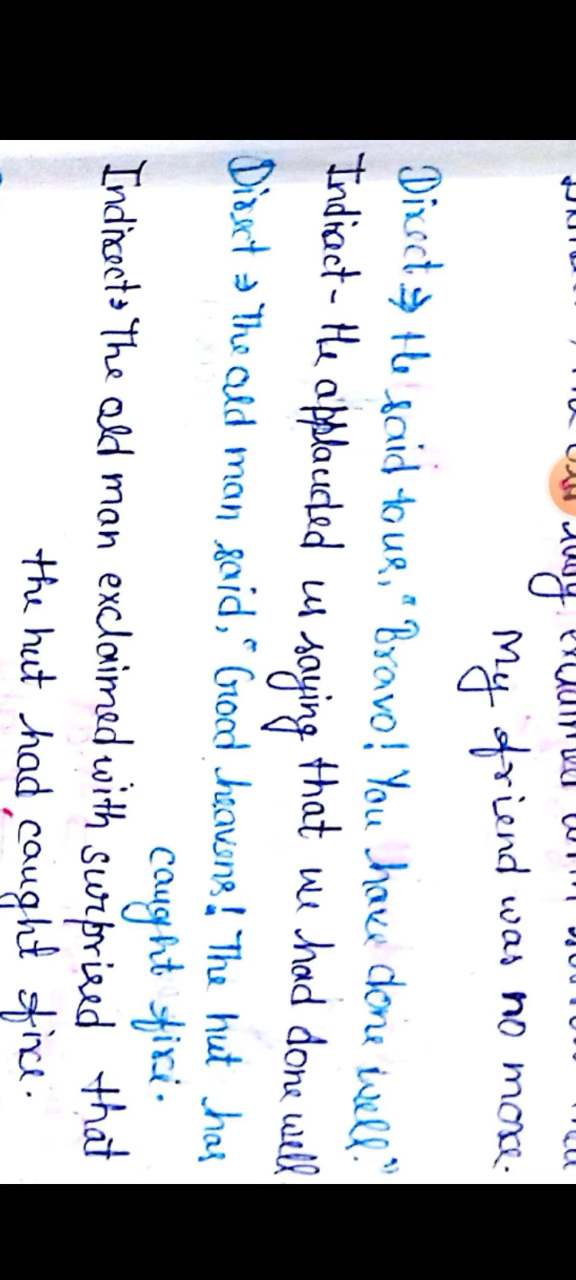 My friend was no more.
Direct → He said to us, "Bravo! You have done well."
Indirect - He applauded us saying that we had done well
Direct → The old man said, "Good heavens! The hut has
caught fire.
Indirect → The old man exclaimed with surprised that
the hut had caught fire.